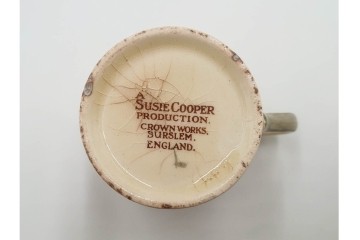 A
SUSIE COOPER
PRODUCTION.
CROWN WORKS,
BURSLEM,
ENGLAND.